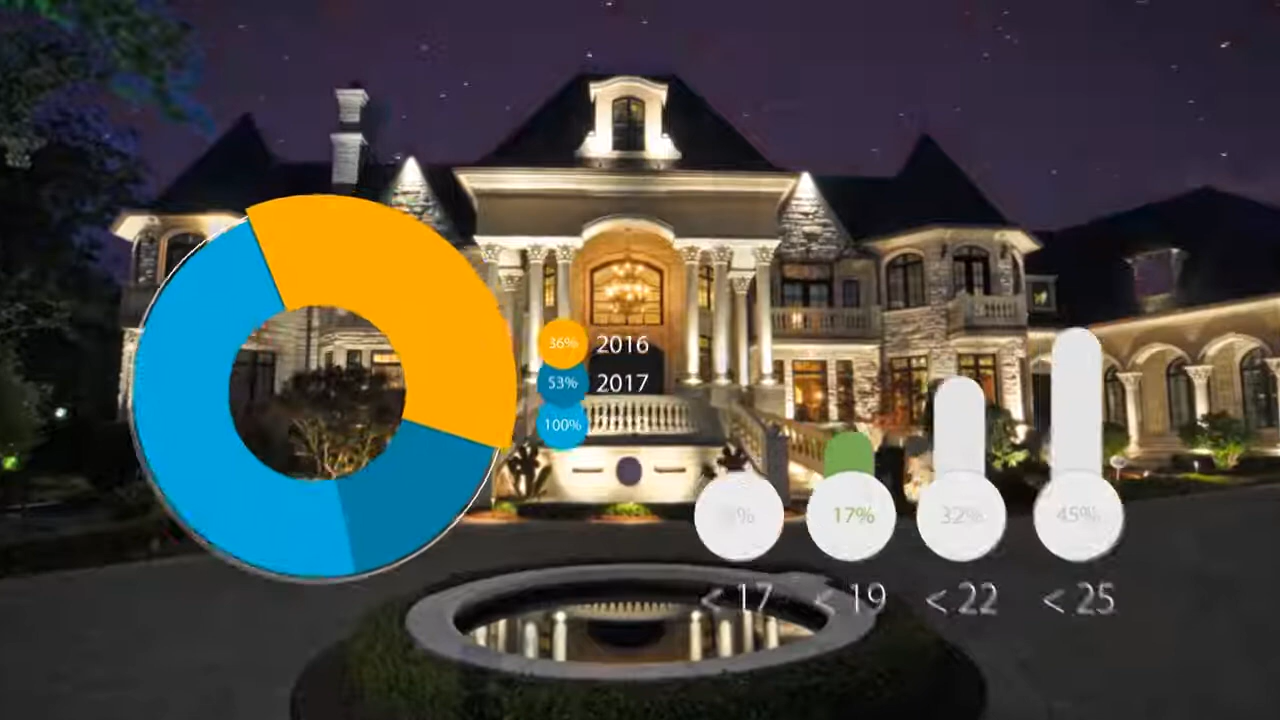 36% 2016
53% 2017
100%
% 17% 32% 45%
< 17 < 19 < 22 < 25